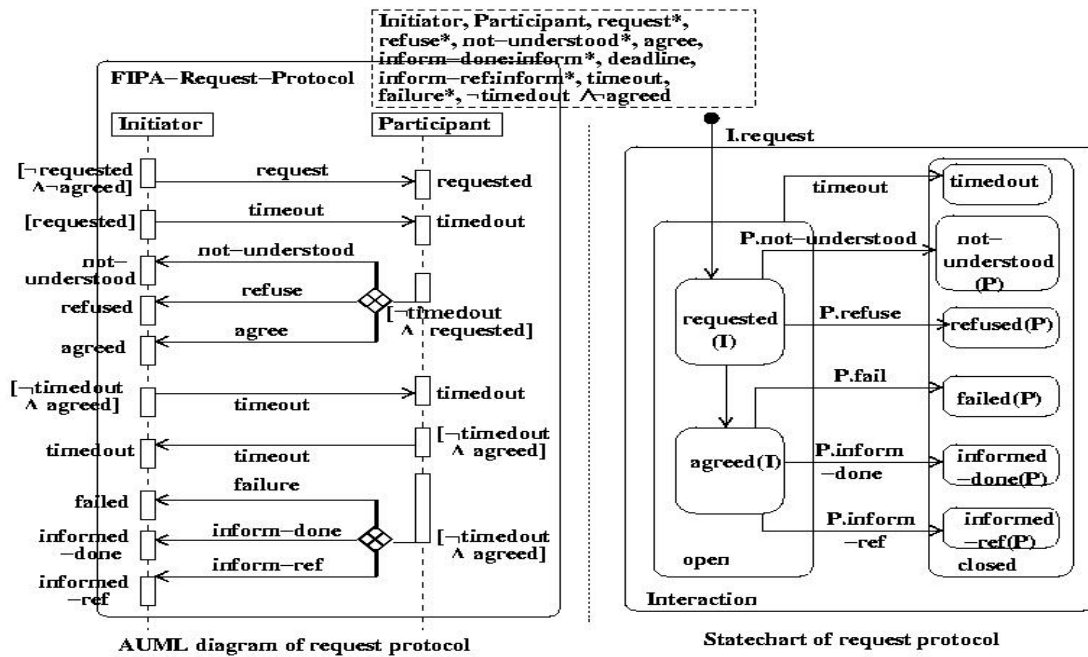 Initiator, Participant, request*,
refuse*, not−understood*, agree,
inform−done:inform*, deadline,
inform−ref:inform*, timeout,
failure*, ¬timedout ∧¬agreed
FIPA−Request−Protocol
Initiator
Participant
[¬requested
∧¬agreed]
request
requested
[requested]
timeout
timedout
not−
understood
not−understood
refused
refuse
[¬timedout
∧ requested]
agreed
agree
[¬timedout
∧ agreed]
timeout
timedout
timedout
timeout
[¬timedout
∧ agreed]
failure
failed
informed
−done
inform−done
[¬timedout
∧ agreed]
inform−ref
informed
−ref
AUML diagram of request protocol
I.request
timeout
timedout
P.not−understood
not−
understood
(P)
requested
(I)
P.refuse
refused(P)
P.fail
failed(P)
agreed(I)
P.inform
−done
informed
−done(P)
P.inform
−ref
informed
−ref(P)
open
closed
Interaction
Statechart of request protocol